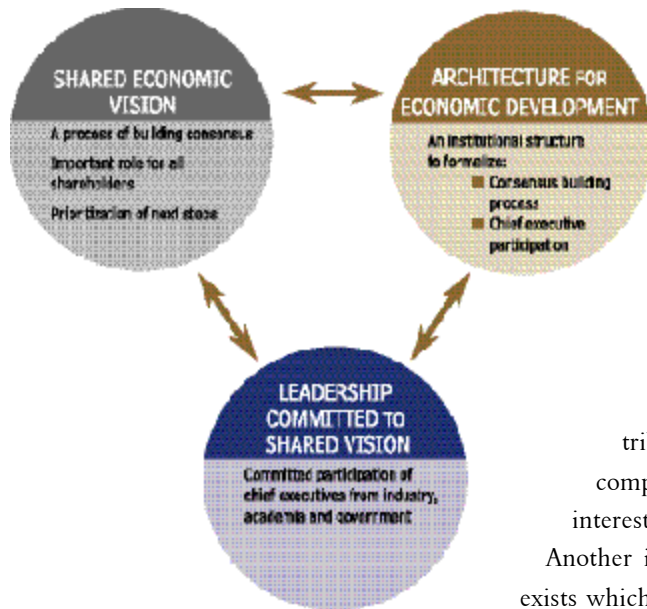 SHARED ECONOMIC
VISION
A process of building consensus
Important role for all
shareholders
Prioritization of next steps
ARCHITECTURE FOR
ECONOMIC DEVELOPMENT
An institutional structure
to formalize:
Consensus building
process
Chief executive
participation
LEADERSHIP
COMMITTED TO
SHARED VISION
Committed participation of
chief executives from industry,
academia and government
trib
comp
interest
Another i
exists which